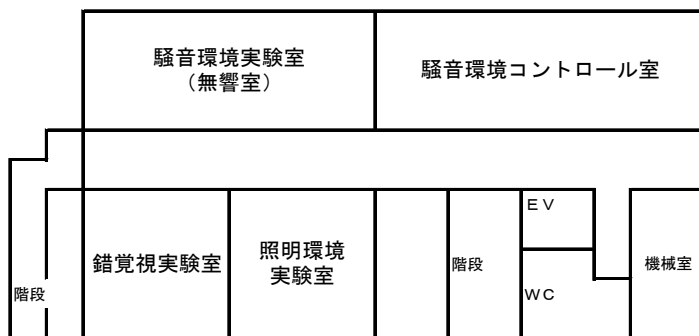 騒音環境実験室
（無響室）
騒音環境コントロール室
錯覚視実験室
照明環境
実験室
階段
ＥＶ
ＷＣ
機械室
階段